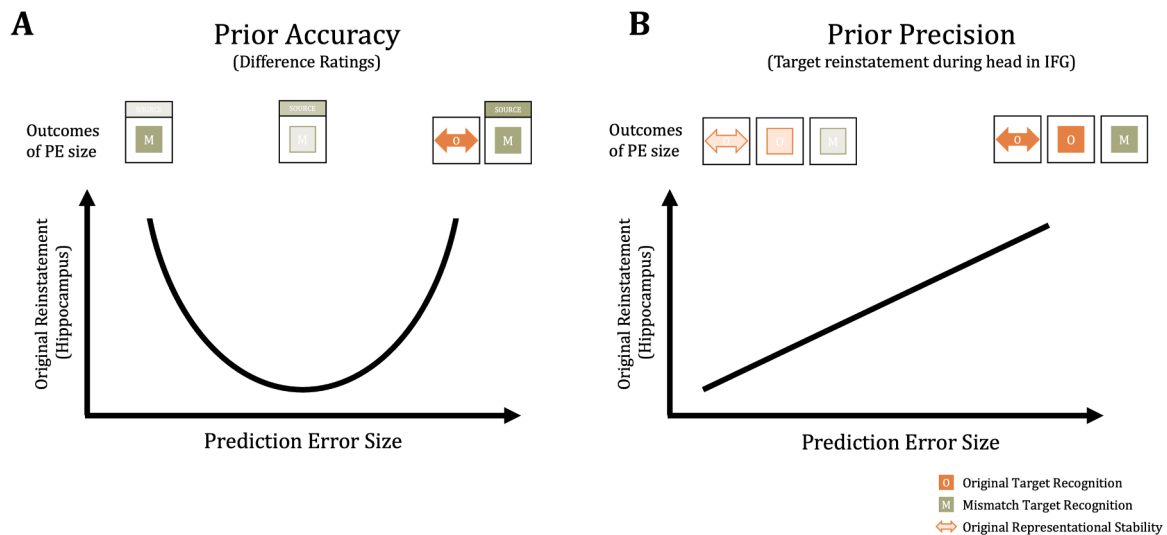 A
Prior Accuracy
(Difference Ratings)
SOURCE
M
SOURCE
M
SOURCE
O
M
Outcomes
of PE size
Original Reinstatement
(Hippocampus)
Prediction Error Size
B
Prior Precision
(Target reinstatement during head in IFG)
Outcomes
of PE size
O
O
M
O
O
M
Original Reinstatement
(Hippocampus)
Prediction Error Size
O Original Target Recognition
M Mismatch Target Recognition
Original Representational Stability